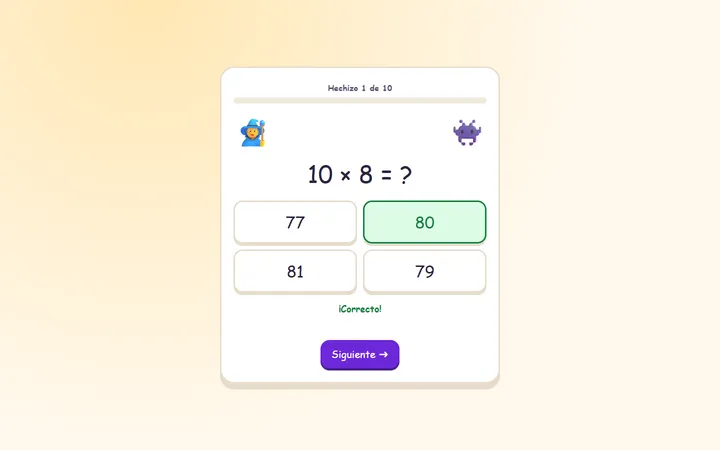 Hechizo 1 de 10
10 × 8 = ?
77
80
81
79
¡Correcto!
Siguiente →